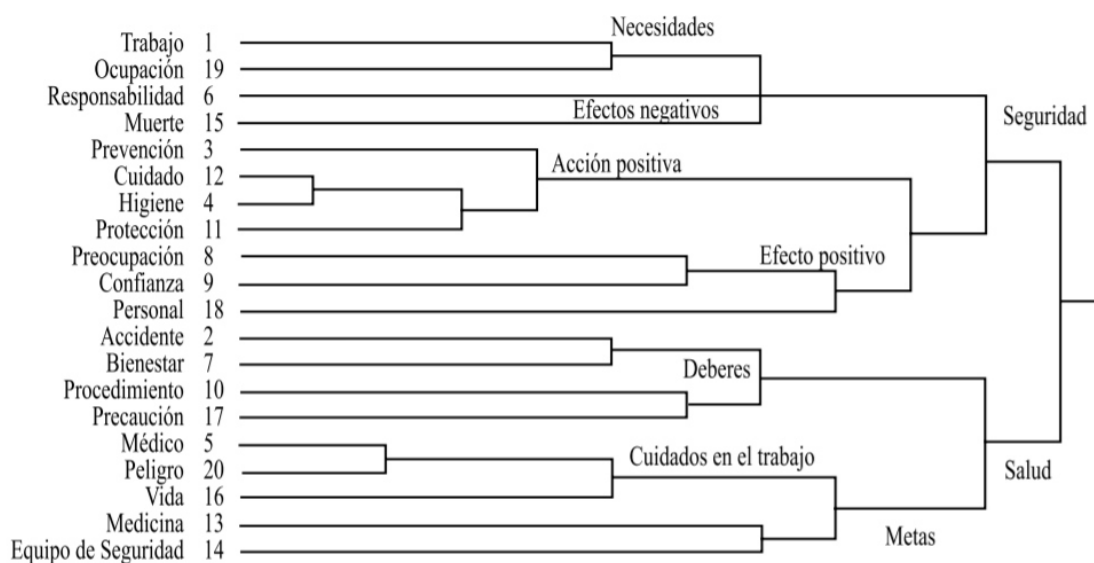 Necesidades
Trabajo 1
Ocupación 19
Responsabilidad 6
Efectos negativos
Muerte 15
Seguridad
Prevención 3
Acción positiva
Cuidado 12
Higiene 4
Protección 11
Preocupación 8
Efecto positivo
Confianza 9
Personal 18
Accidente 2
Bienestar 7
Deberes
Procedimiento 10
Precaución 17
Médico 5
Cuidados en el trabajo
Peligro 20
Salud
Vida 16
Medicina 13
Metas
Equipo de Seguridad 14